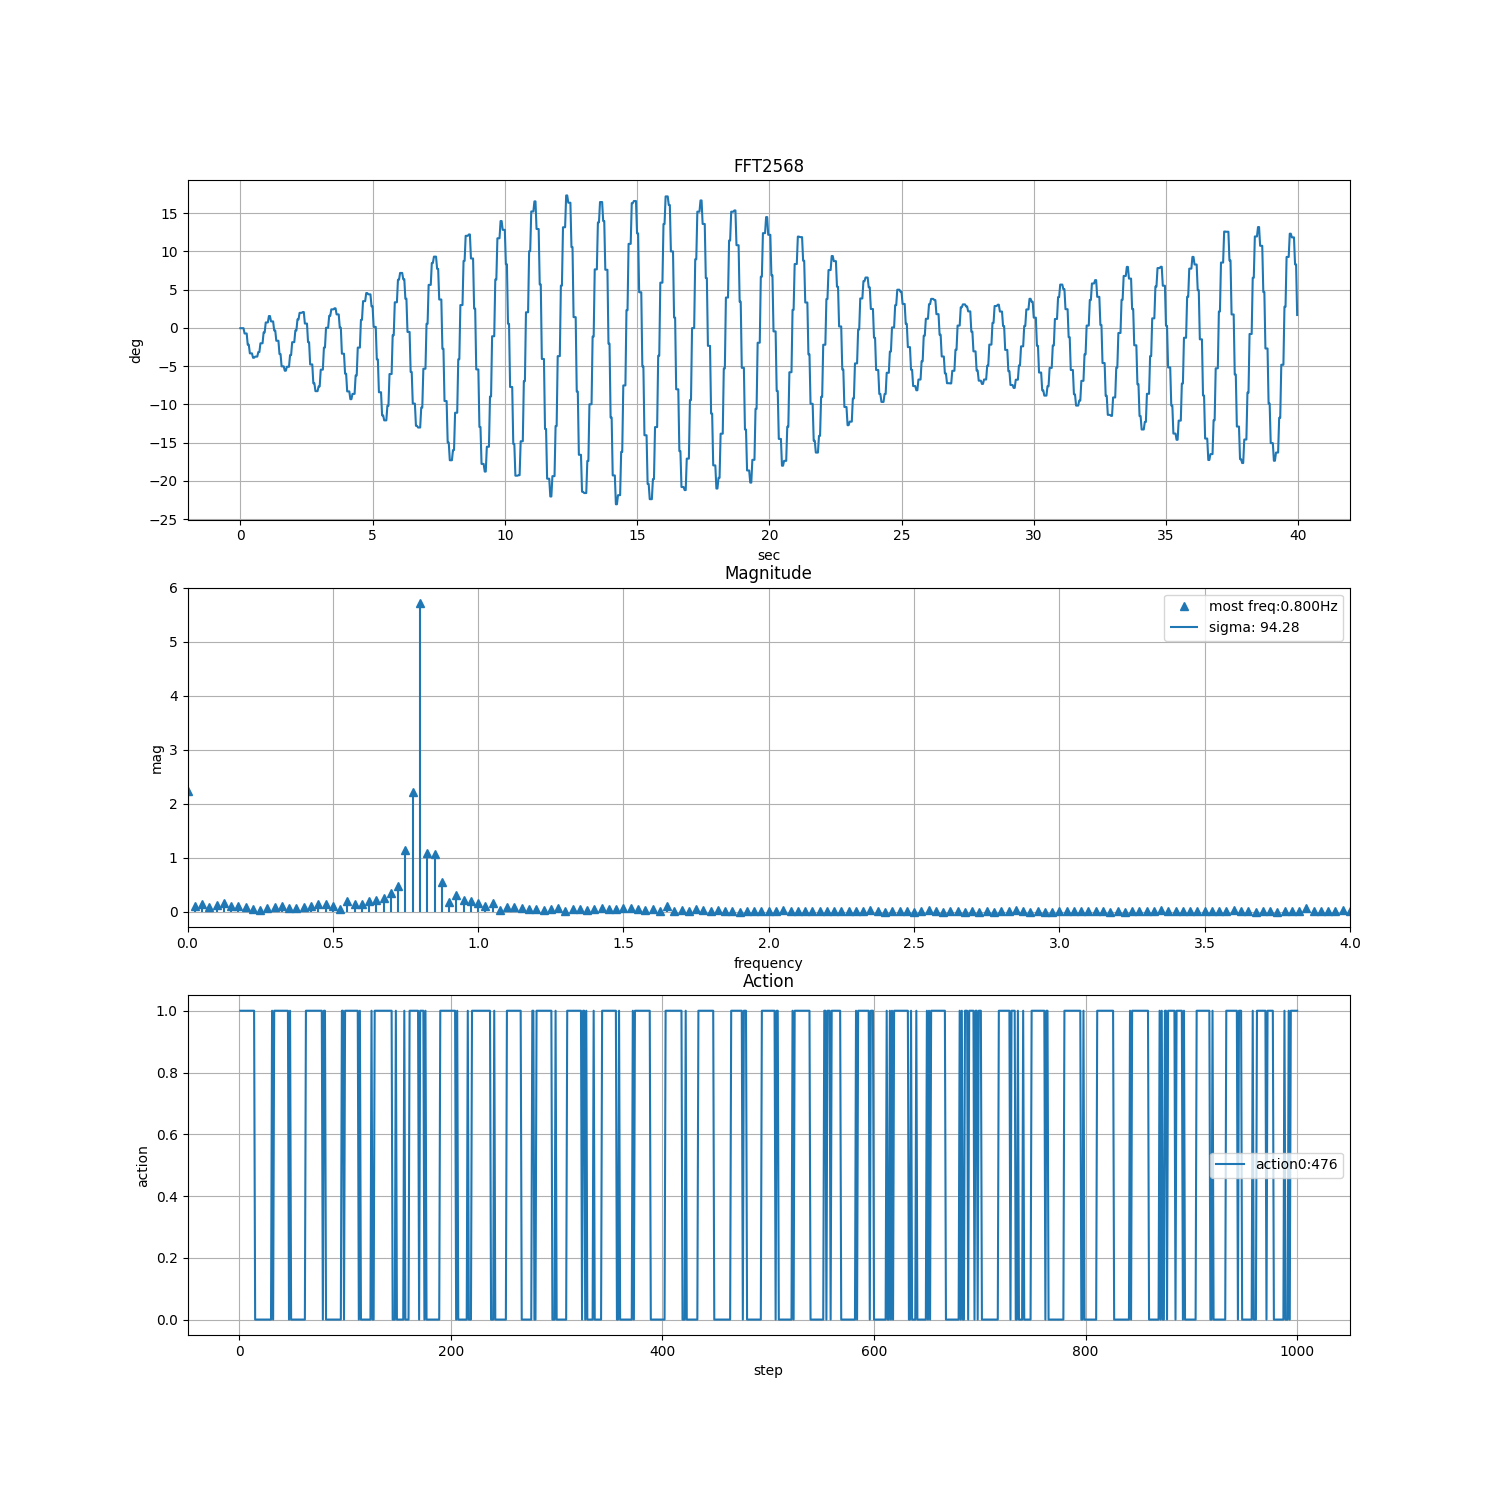 FFT2568
15
10
5
0
−5
−10
−15
−20
−25
deg
0 5 10 15 20 25 30 35 40
sec
Magnitude
6
5
4
3
2
1
0
mag
most freq:0.800Hz
sigma: 94.28
0.0 0.5 1.0 1.5 2.0 2.5 3.0 3.5 4.0
frequency
Action
1.0
0.8
0.6
0.4
0.2
0.0
action
action0:476
0 200 400 600 800 1000
step